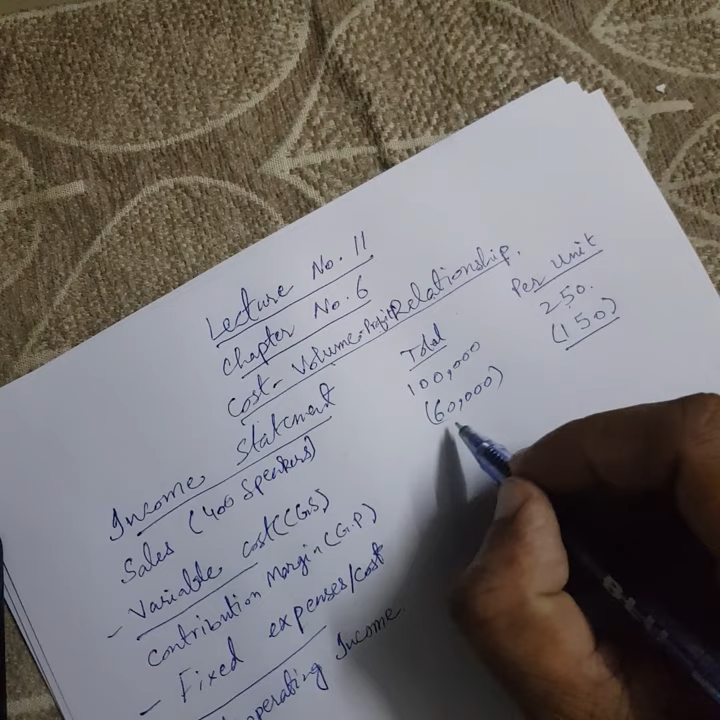 Lecture No. 11
Chapter No. 6
Cost - Volume - Profit Relationship.
Income Statement Total Per Unit
Sales (400 Speakers) 100,000 250.
- Variable cost (CGS) (60,000) (150)
Contribution Margin (G.P)
- Fixed expenses/cost
operating Income